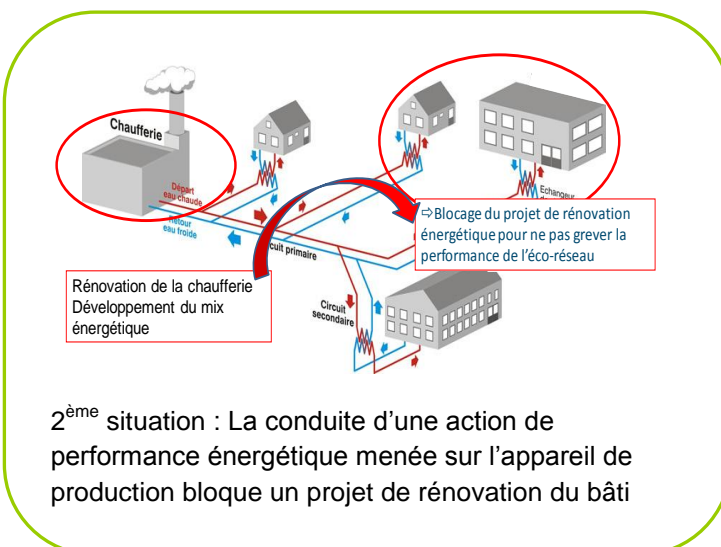 Chaufferie
Départ
eau chaude
Retour
eau froide
Echangeur
⇨Blocage du projet de rénovation
énergétique pour ne pas grever la
performance de l'éco-réseau
cuit primaire
Rénovation de la chaufferie
Développement du mix
énergétique
Circuit
secondaire
2ème situation : La conduite d'une action de
performance énergétique menée sur l'appareil de
production bloque un projet de rénovation du bâti